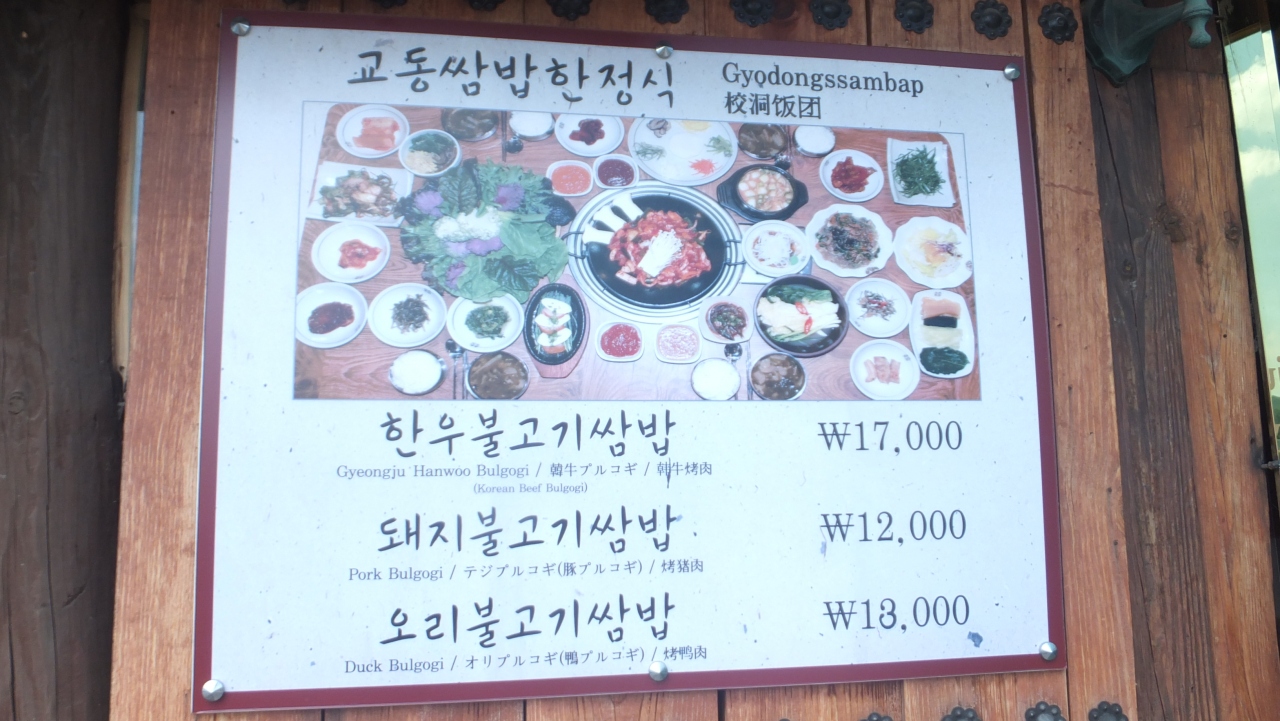 교동쌈밥한정식
Gyodongssambap
校洞饭团
한우불고기쌈밥 ₩17,000
Gyeongju Hanwoo Bulgogi / 韓牛プルコギ / 韩牛烤肉
(Korean Beef Bulgogi)
돼지불고기쌈밥 ₩12,000
Pork Bulgogi / テジプルコギ(豚プルコギ) / 烤猪肉
오리불고기쌈밥 ₩13,000
Duck Bulgogi / オリプルコギ(鴨プルコギ) / 烤鸭肉